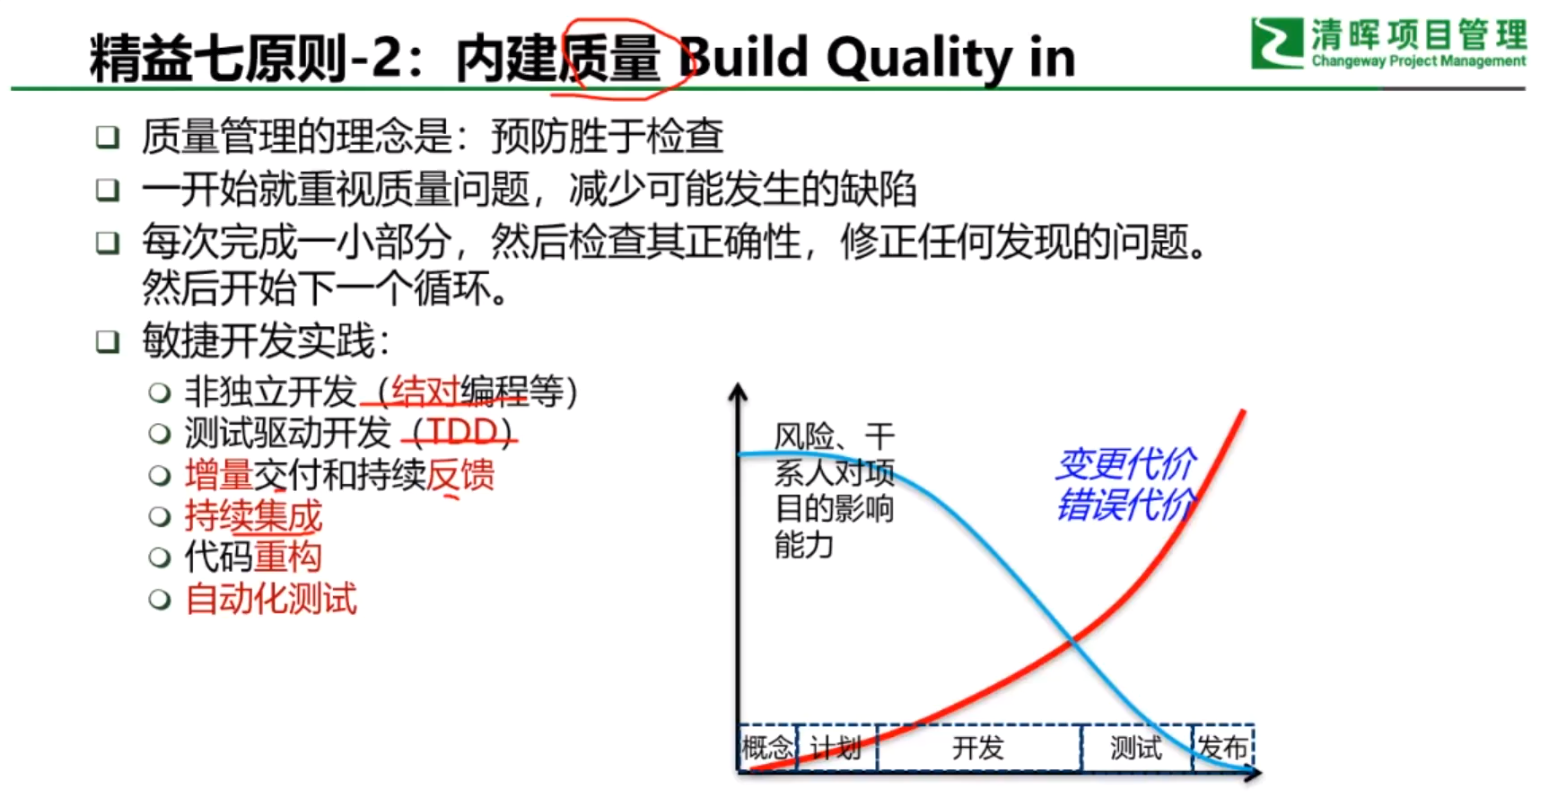 精益七原则-2：内建质量 Build Quality in
清晖项目管理
Changeway Project Management
质量管理的理念是：预防胜于检查
一开始就重视质量问题，减少可能发生的缺陷
每次完成一小部分，然后检查其正确性，修正任何发现的问题。
然后开始下一个循环。
敏捷开发实践：
非独立开发（结对编程等）
测试驱动开发（TDD）
增量交付和持续反馈
持续集成
代码重构
自动化测试
风险、干
系人对项
目的影响
能力
变更代价
错误代价
概念 计划 开发 测试 发布